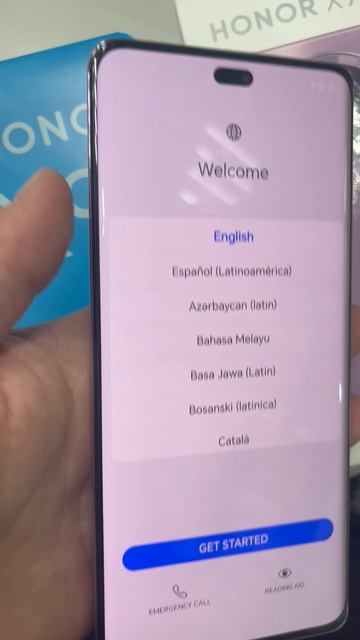 HONOR X
ONO
Welcome
English
Español (Latinoamérica)
Azərbaycan (latın)
Bahasa Melayu
Basa Jawa (Latin)
Bosanski (latinica)
Català
GET STARTED
EMERGENCY CALL
READING AID